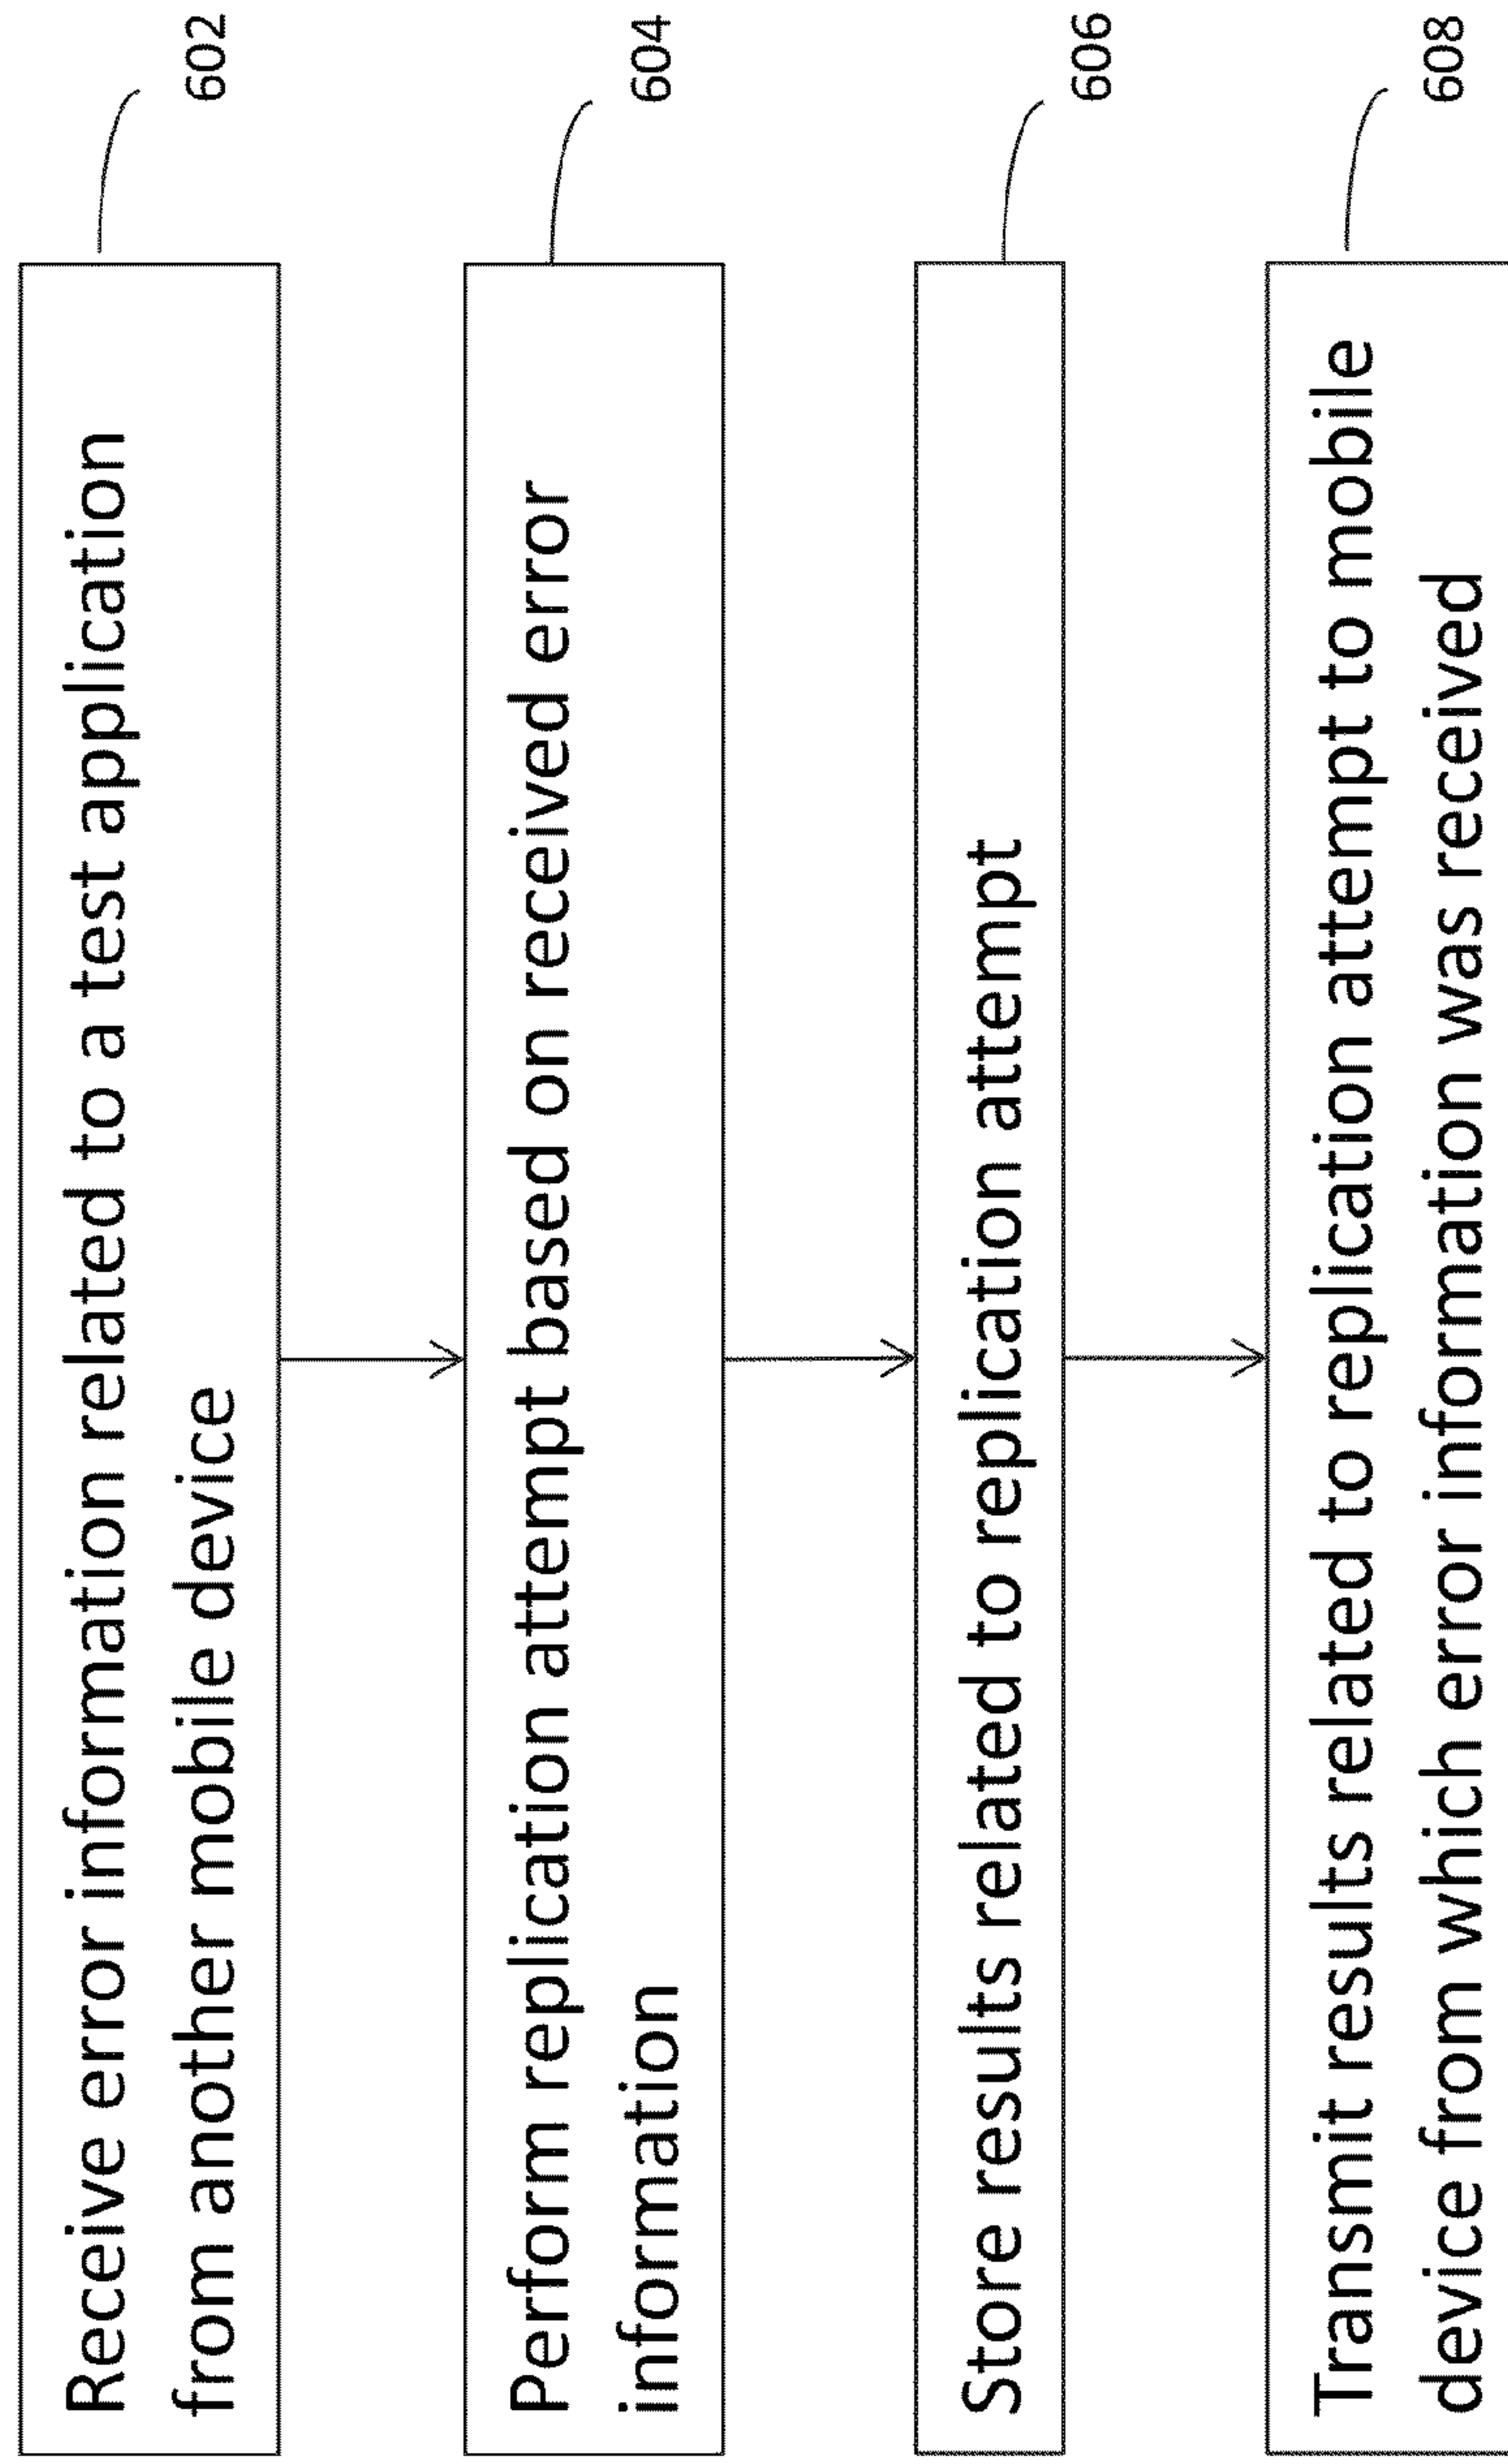 Receive error information related to a test application
from another mobile device
602
Perform replication attempt based on received error
information
604
Store results related to replication attempt
606
Transmit results related to replication attempt to mobile
device from which error information was received
608